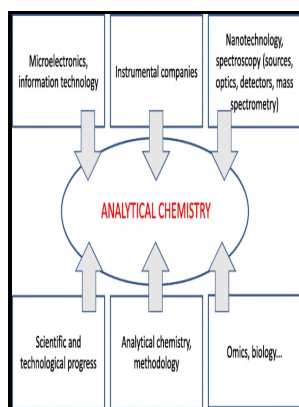 Microelectronics,
information technology
Instrumental companies
Nanotechnology,
spectroscopy (sources,
optics, detectors, mass
spectrometry)
ANALYTICAL CHEMISTRY
Scientific and
technological progress
Analytical chemistry,
methodology
Omics, biology...